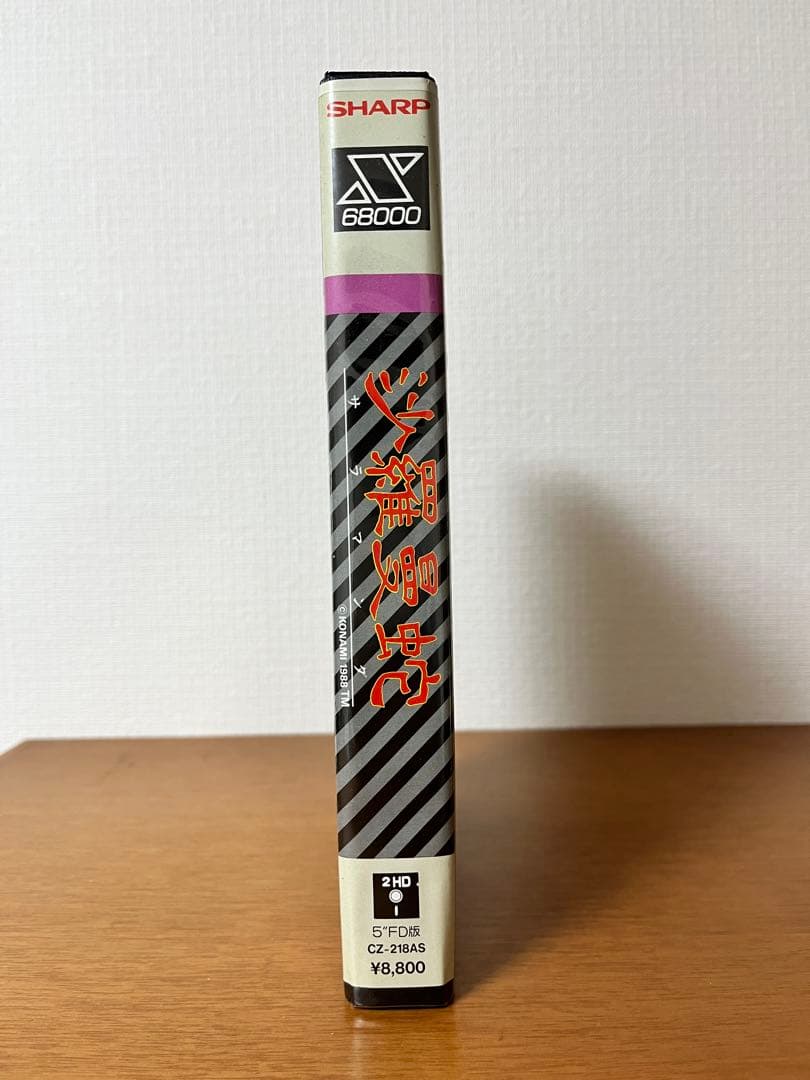 SHARP
68000
沙羅曼蛇
サラマンダ
©KONAMI 1988 TM
2HD
1
5"FD版
CZ-218AS
¥8,800